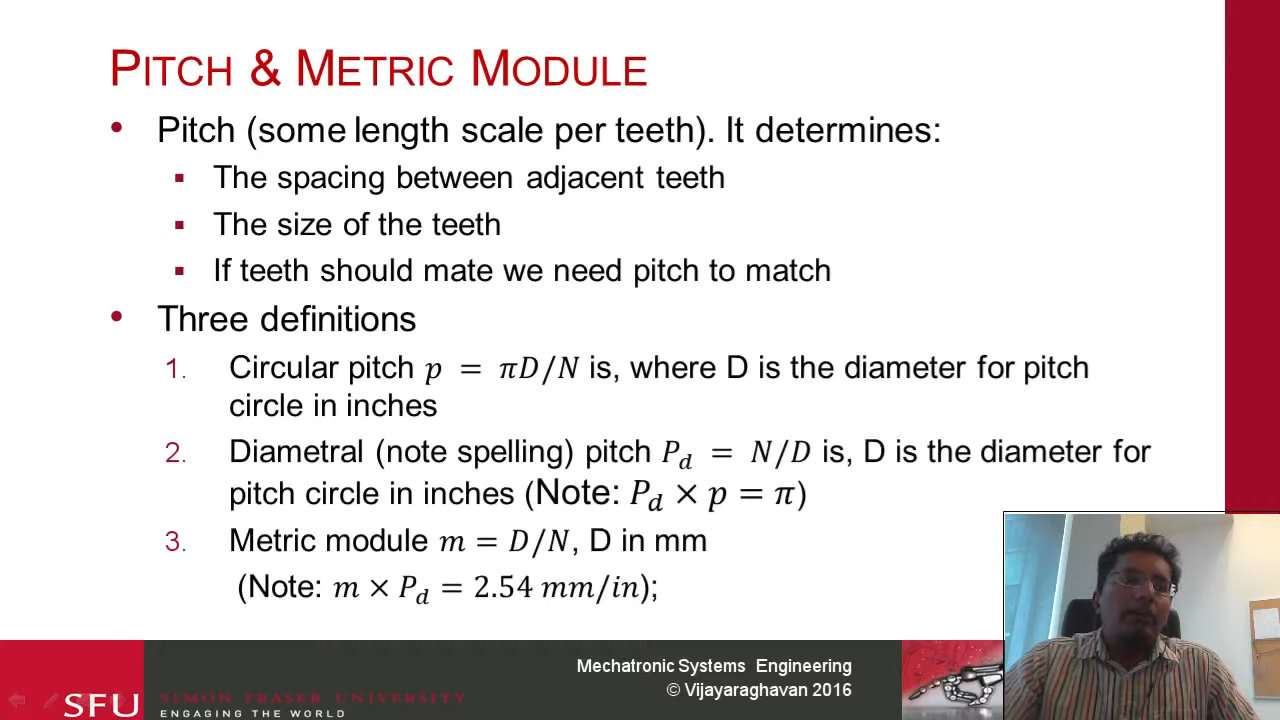 PITCH & METRIC MODULE
• Pitch (some length scale per teeth). It determines:
▪ The spacing between adjacent teeth
▪ The size of the teeth
▪ If teeth should mate we need pitch to match
• Three definitions
1. Circular pitch p = πD/N is, where D is the diameter for pitch
circle in inches
2. Diametral (note spelling) pitch P_d = N/D is, D is the diameter for
pitch circle in inches (Note: P_d × p = π)
3. Metric module m = D/N, D in mm
(Note: m × P_d = 2.54 mm/in);
Mechatronic Systems Engineering
© Vijayaraghavan 2016
SFU
SIMON FRASER UNIVERSITY
ENGAGING THE WORLD